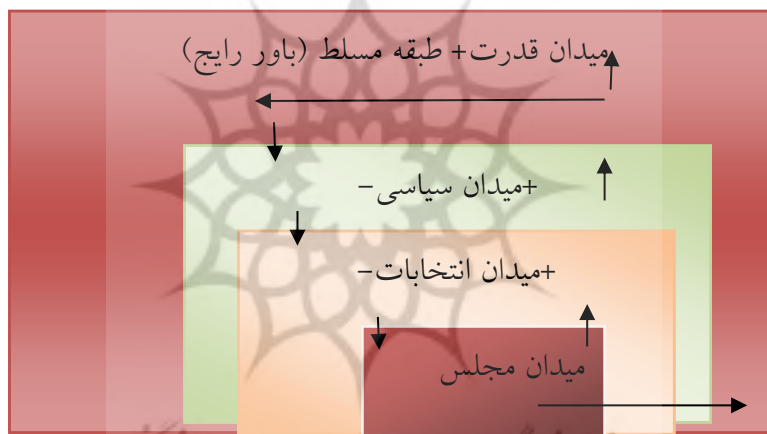 میدان قدرت+ طبقه مسلط (باور رایج)
+میدان سیاسی-
+میدان انتخابات-
میدان مجلس